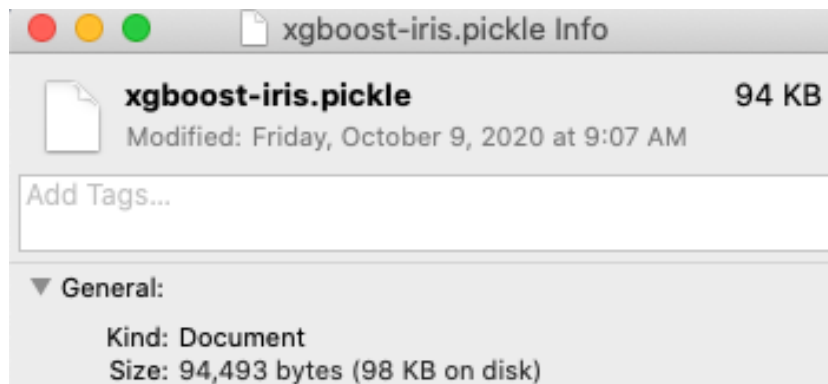 xgboost-iris.pickle Info
xgboost-iris.pickle 94 KB
Modified: Friday, October 9, 2020 at 9:07 AM
Add Tags...
General:
Kind: Document
Size: 94,493 bytes (98 KB on disk)